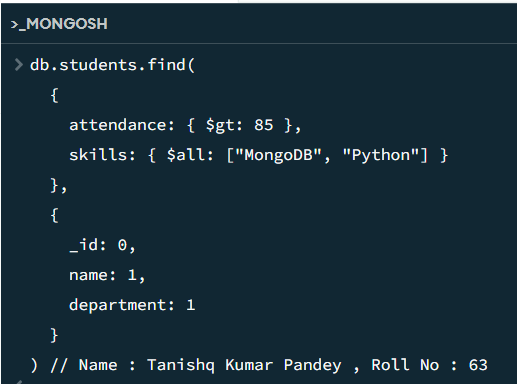 >_MONGOSH
> db.students.find(
{
attendance: { $gt: 85 },
skills: { $all: ["MongoDB", "Python"] }
},
{
_id: 0,
name: 1,
department: 1
}
) // Name : Tanishq Kumar Pandey , Roll No : 63